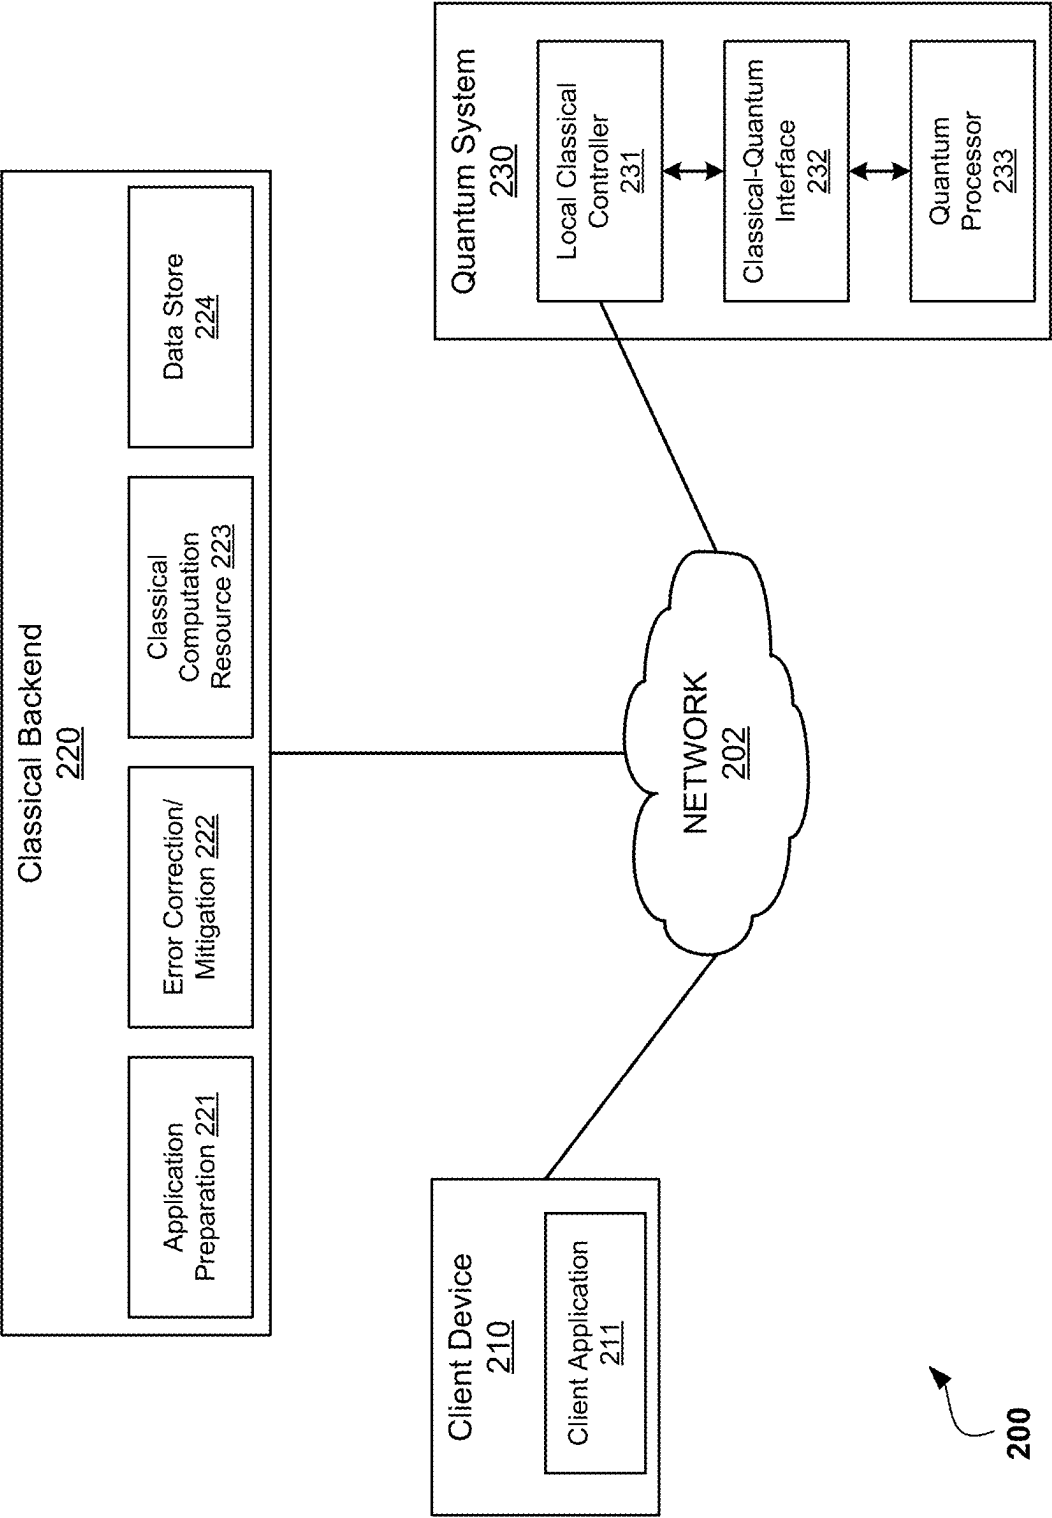 Classical Backend
220
Application
Preparation 221
Error Correction/
Mitigation 222
Classical
Computation
Resource 223
Data Store
224
Client Device
210
Client Application
211
NETWORK
202
Quantum System
230
Local Classical
Controller
231
Classical-Quantum
Interface
232
Quantum
Processor
233
200